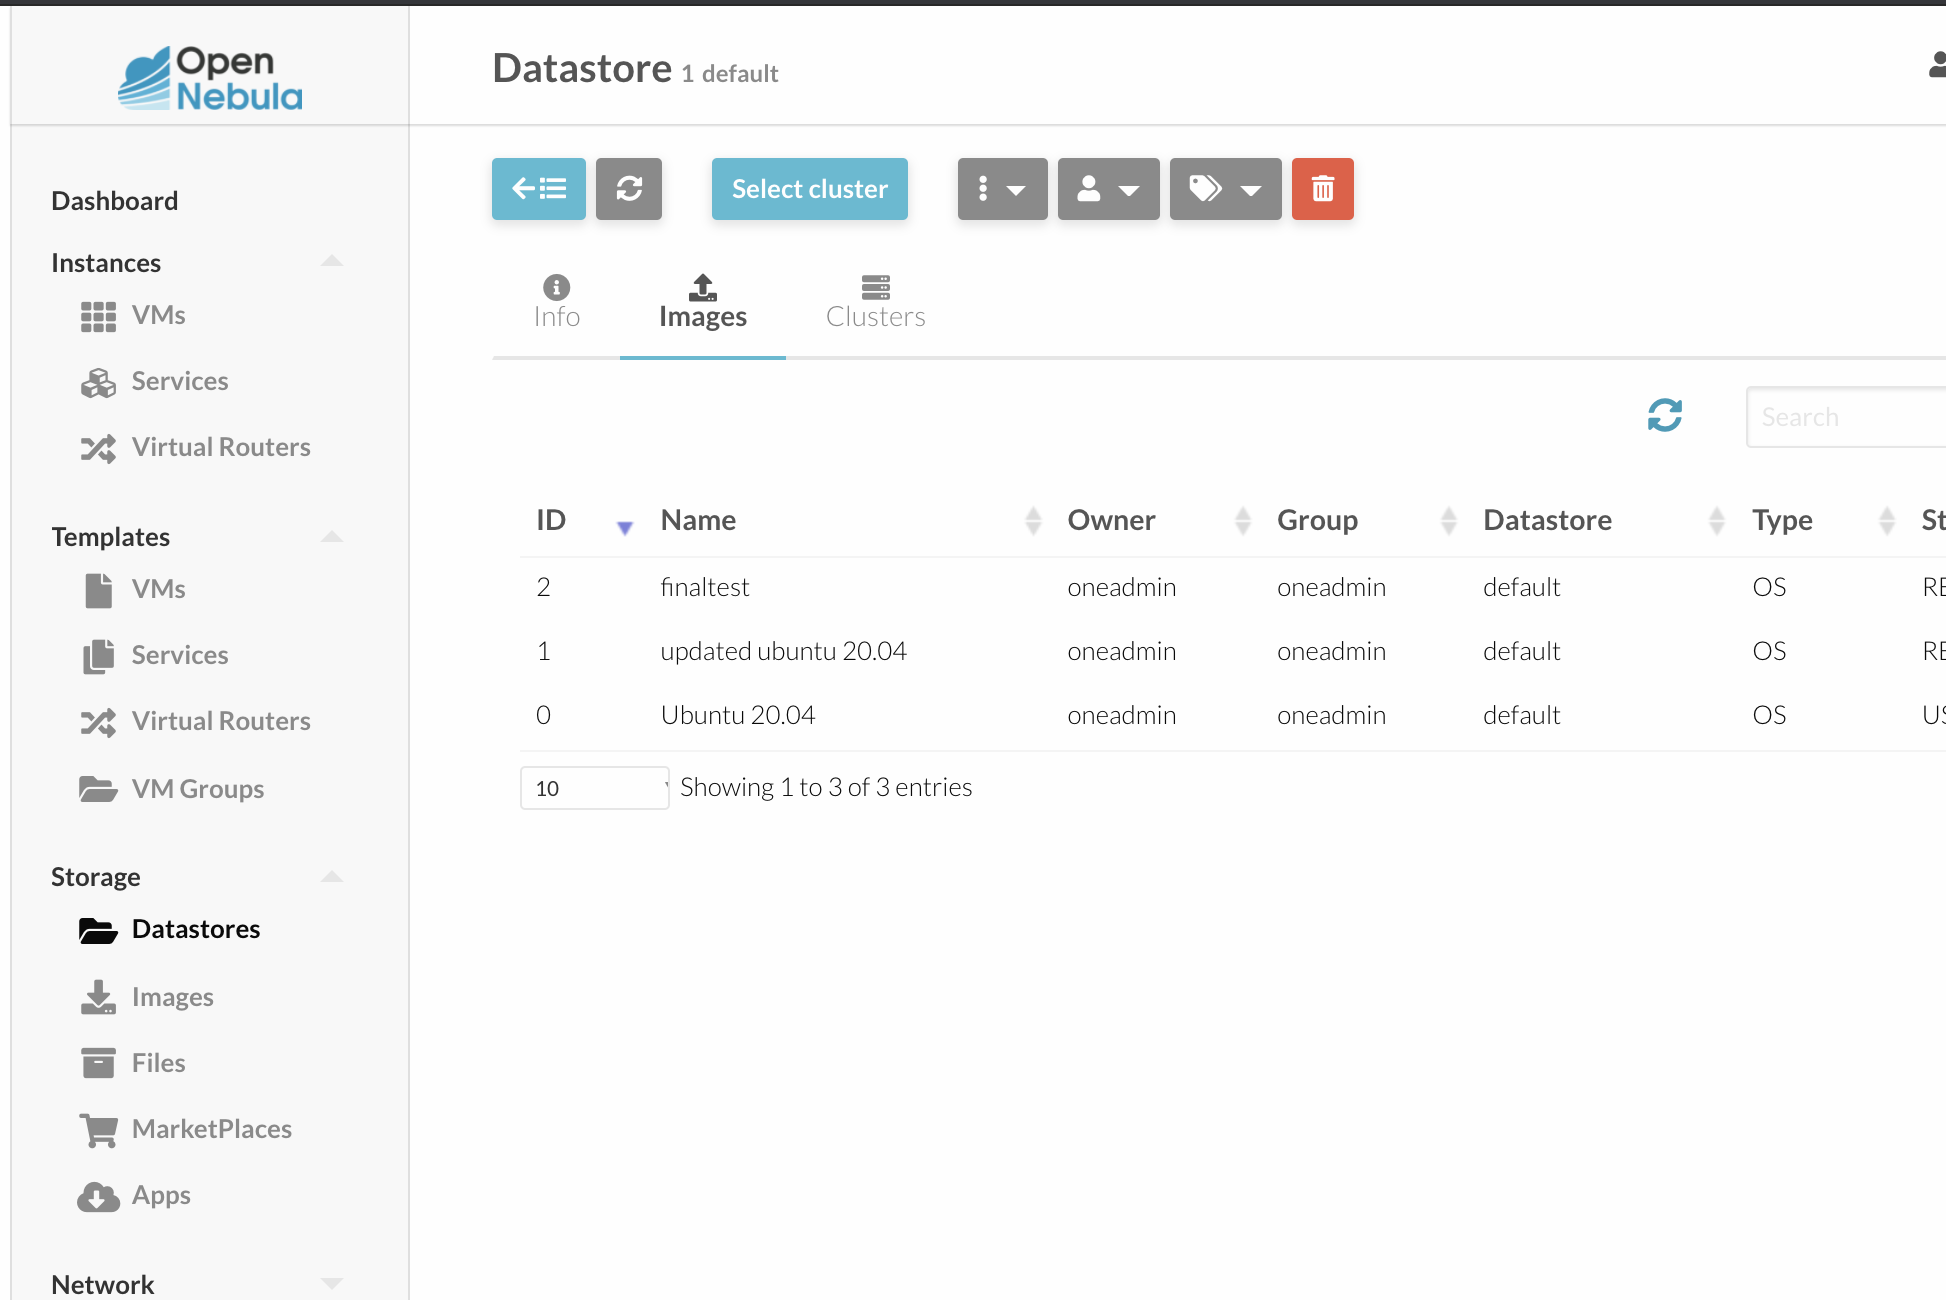 Open
Nebula
Datastore 1 default
Dashboard
Instances
VMs
Services
Virtual Routers
Templates
VMs
Services
Virtual Routers
VM Groups
Storage
Datastores
Images
Files
MarketPlaces
Apps
Network
Select cluster
Info Images Clusters
Search
ID Name Owner Group Datastore Type St
2 finaltest oneadmin oneadmin default OS RE
1 updated ubuntu 20.04 oneadmin oneadmin default OS RE
0 Ubuntu 20.04 oneadmin oneadmin default OS US
10 Showing 1 to 3 of 3 entries